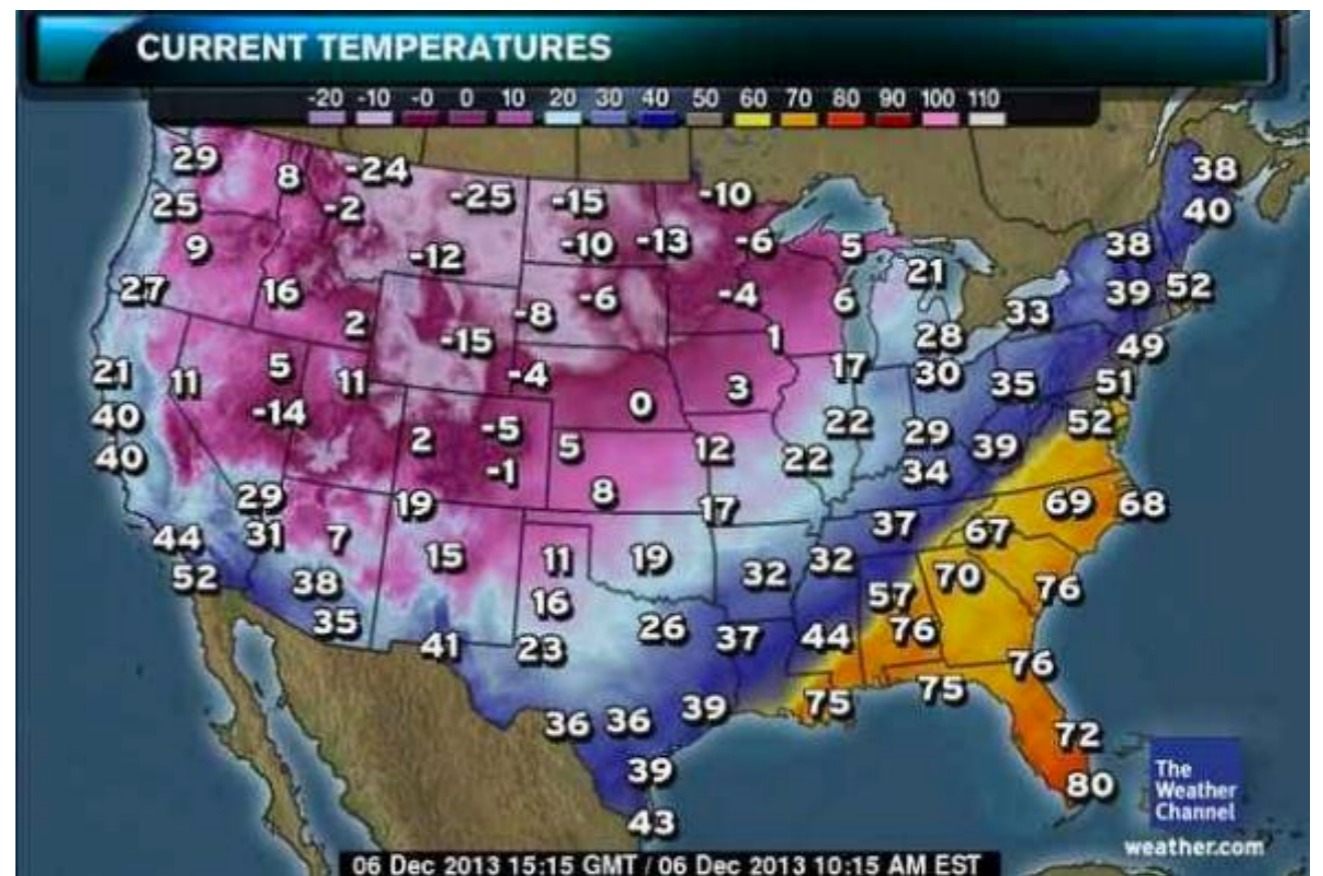 CURRENT TEMPERATURES
-20 -10 -0 0 10 20 30 40 50 60 70 80 90 100 110
29 8 -24 38
25 -2 -25 -15 -10 40
9 -12 -10 -13 -6 5 38
27 16 -8 -6 -4 6 21 39 52
2 -15 1 28 33 49
21 11 5 11 -4 0 3 17 30 35 51
40 -14 2 -5 5 12 22 29 39 52
40 -1 22 34
29 19 8 17 69 68
44 31 7 15 11 19 32 37 67
52 38 16 32 57 70 76
35 41 23 26 37 44 76 76
36 36 39 75 75
39 72
43 80
The
Weather
Channel
weather.com
06 Dec 2013 15:15 GMT / 06 Dec 2013 10:15 AM EST